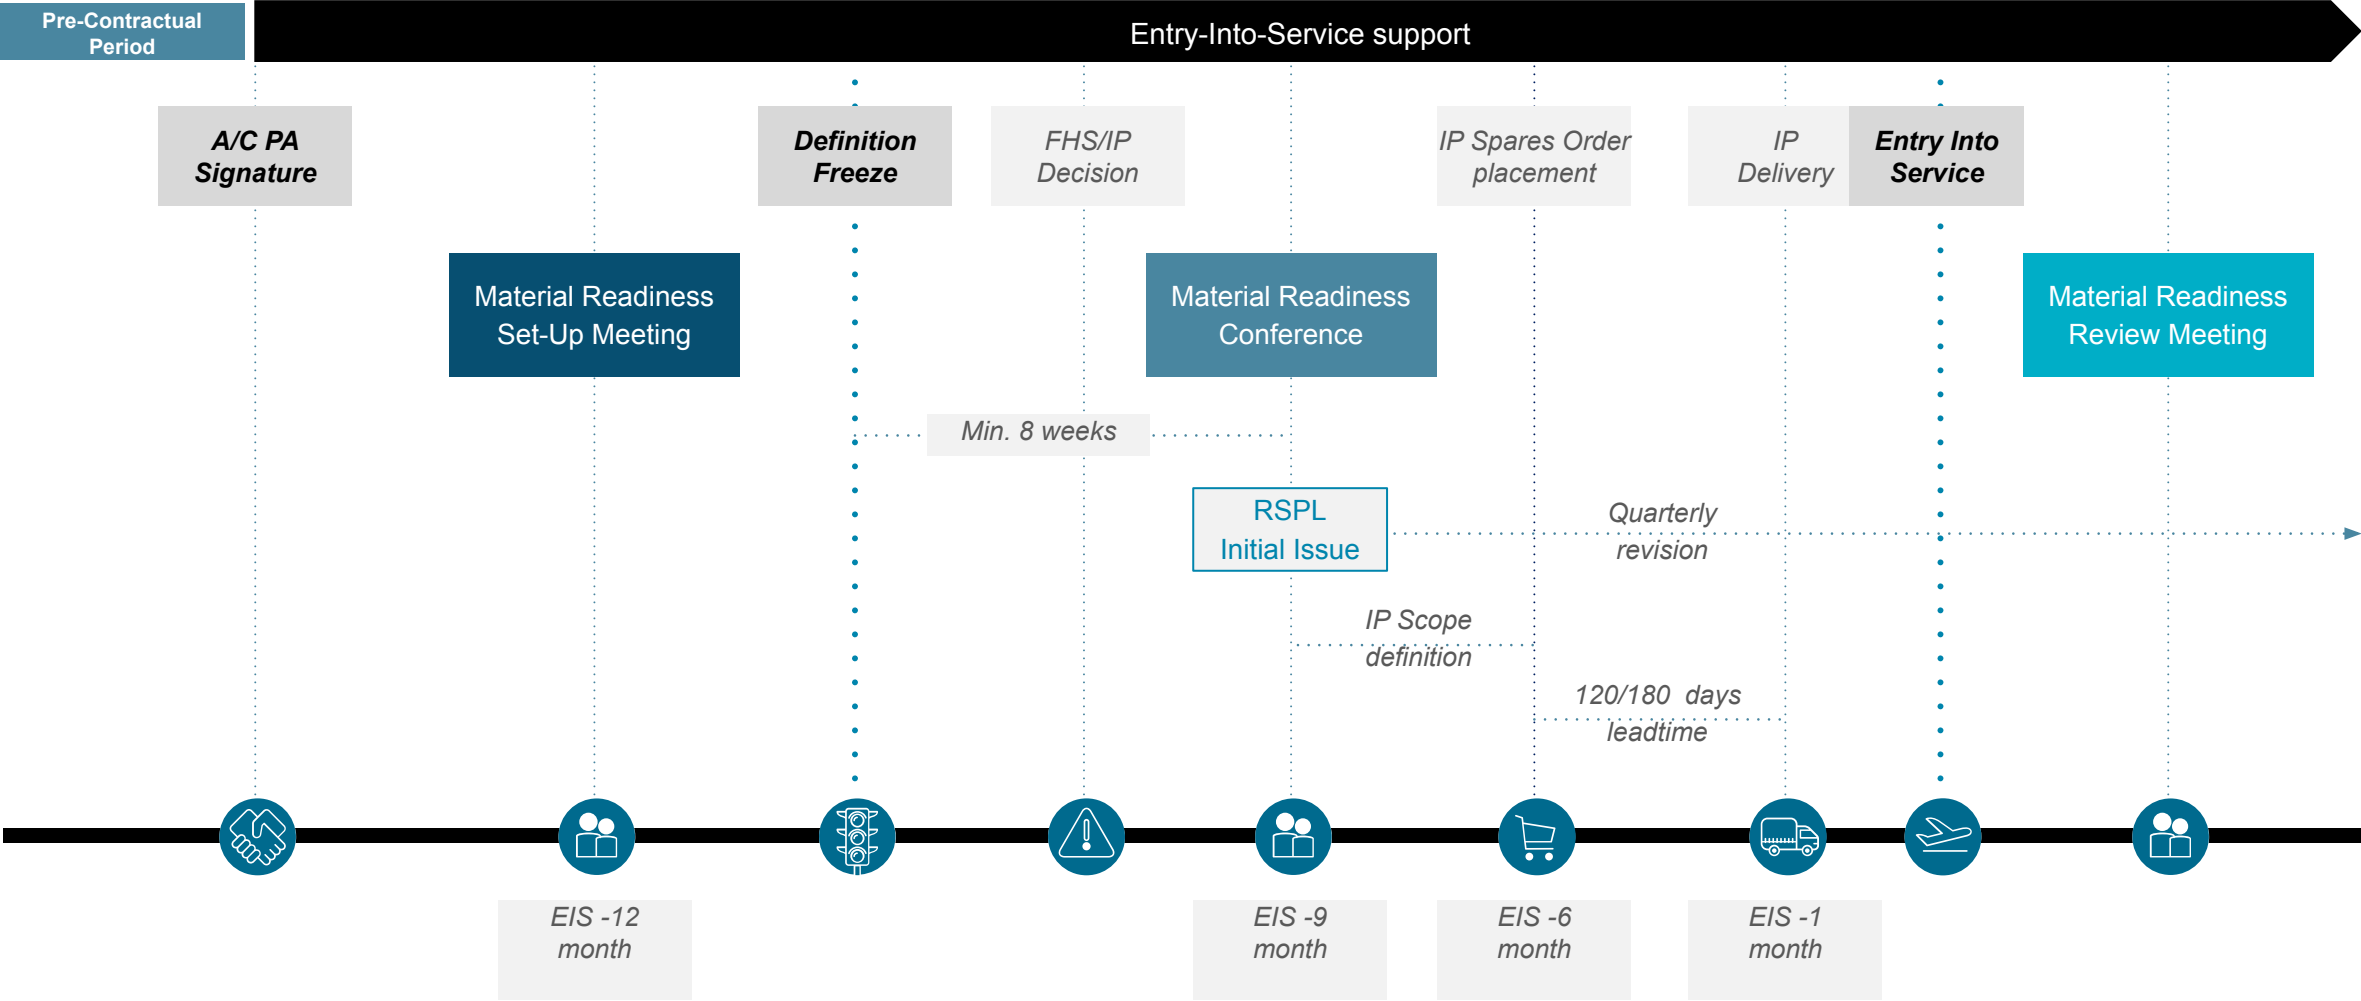 Pre-Contractual
Period
Entry-Into-Service support
A/C PA
Signature
Definition
Freeze
FHS/IP
Decision
IP Spares Order
placement
IP
Delivery
Entry Into
Service
Material Readiness
Set-Up Meeting
Material Readiness
Conference
Material Readiness
Review Meeting
Min. 8 weeks
RSPL
Initial Issue
Quarterly
revision
IP Scope
definition
120/180 days
leadtime
EIS -12
month
EIS -9
month
EIS -6
month
EIS -1
month